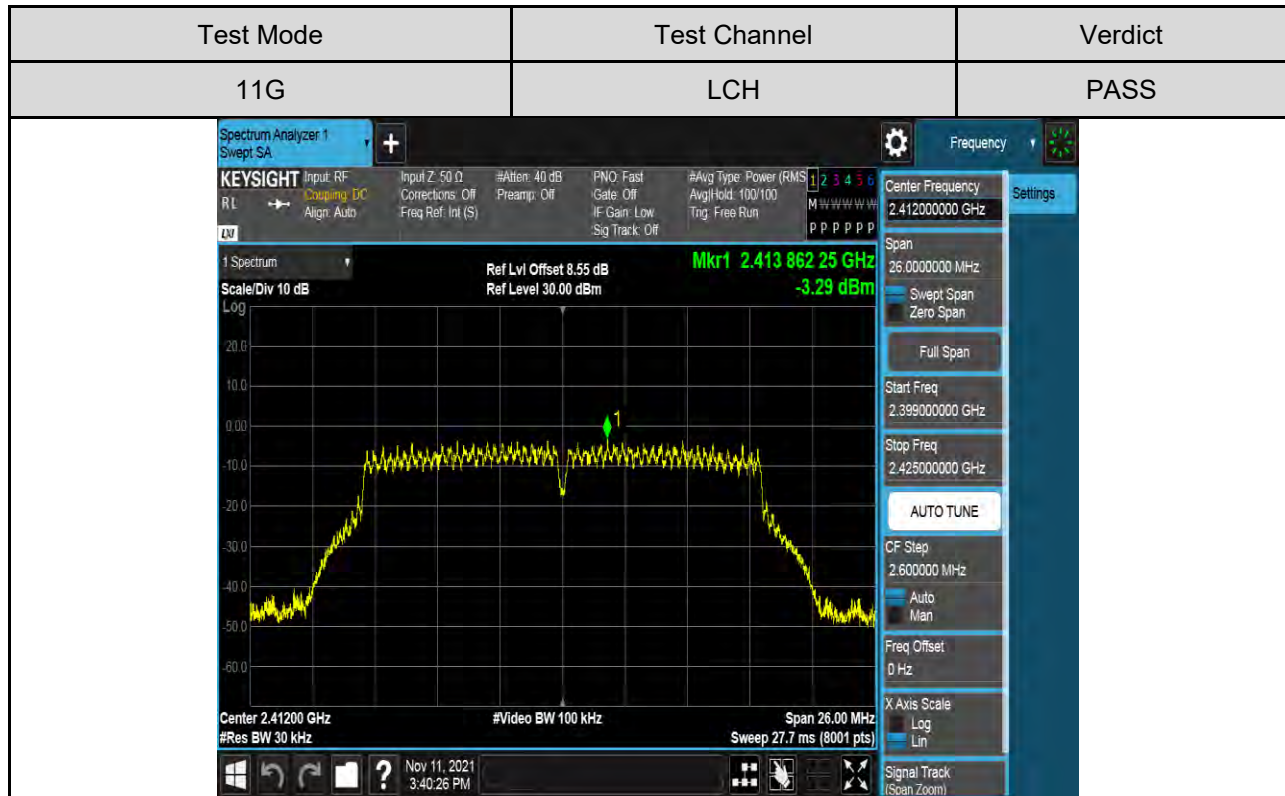 Test Mode Test Channel Verdict
11G LCH PASS
Spectrum Analyzer 1
Swept SA
+
Frequency
KEYSIGHT Input: RF Input Z: 50 Ω #Atten: 40 dB PNO: Fast #Avg Type: Power (RMS 1 2 3 4 5 6
RL Coupling: DC Corrections: Off Preamp: Off Gate: Off Avg|Hold: 100/100 M W W W W W
Align: Auto Freq Ref: Int (S) IF Gain: Low Trig: Free Run P P P P P P
LXI Sig Track: Off
1 Spectrum
Scale/Div 10 dB
Log
Ref Lvl Offset 8.55 dB
Ref Level 30.00 dBm
Mkr1 2.413 862 25 GHz
-3.29 dBm
20.0
10.0
0.00
-10.0
-20.0
-30.0
-40.0
-50.0
-60.0
1
Center 2.41200 GHz #Video BW 100 kHz Span 26.00 MHz
#Res BW 30 kHz Sweep 27.7 ms (8001 pts)
? Nov 11, 2021
3:40:26 PM
Center Frequency
2.412000000 GHz
Settings
Span
26.0000000 MHz
Swept Span
Zero Span
Full Span
Start Freq
2.399000000 GHz
Stop Freq
2.425000000 GHz
AUTO TUNE
CF Step
2.600000 MHz
Auto
Man
Freq Offset
0 Hz
X Axis Scale
Log
Lin
Signal Track
(Span Zoom)